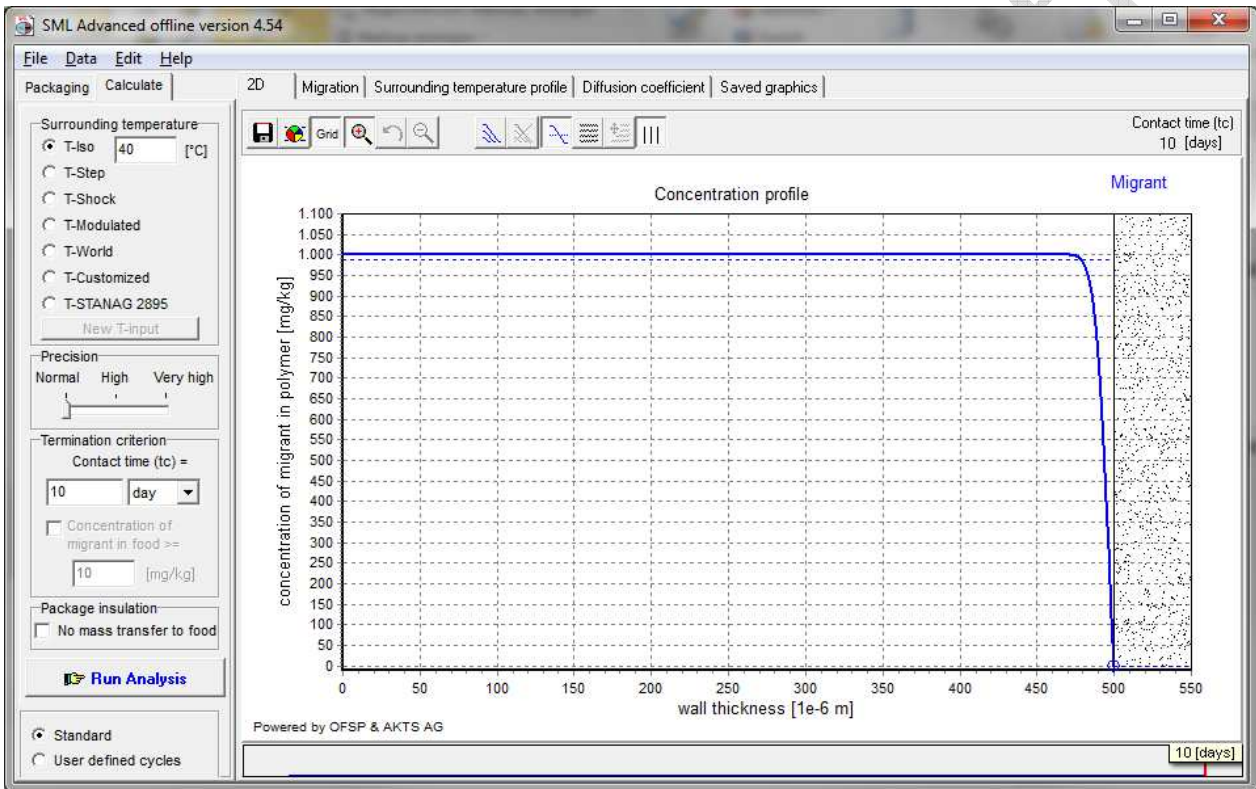 SML Advanced offline version 4.54
File Data Edit Help
Packaging Calculate
2D Migration Surrounding temperature profile Diffusion coefficient Saved graphics
Surrounding temperature
T-Iso 40 [°C]
T-Step
T-Shock
T-Modulated
T-World
T-Customized
T-STANAG 2895
New T-input
Precision
Normal High Very high
Termination criterion
Contact time (tc) =
10 day
Concentration of
migrant in food >=
10 [mg/kg]
Package insulation
No mass transfer to food
Run Analysis
Standard
User defined cycles
Grid
Contact time (tc)
10 [days]
Migrant
Concentration profile
concentration of migrant in polymer [mg/kg]
1.100
1.050
1.000
950
900
850
800
750
700
650
600
550
500
450
400
350
300
250
200
150
100
50
0
0 50 100 150 200 250 300 350 400 450 500 550
wall thickness [1e-6 m]
Powered by OFSP & AKTS AG
10 [days]